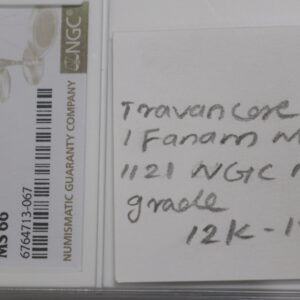 NGC
NUMISMATIC GUARANTY COMPANY
6764713-067
MS 66
Travancore
1 Fanam
1121 NGC
grade
12K -